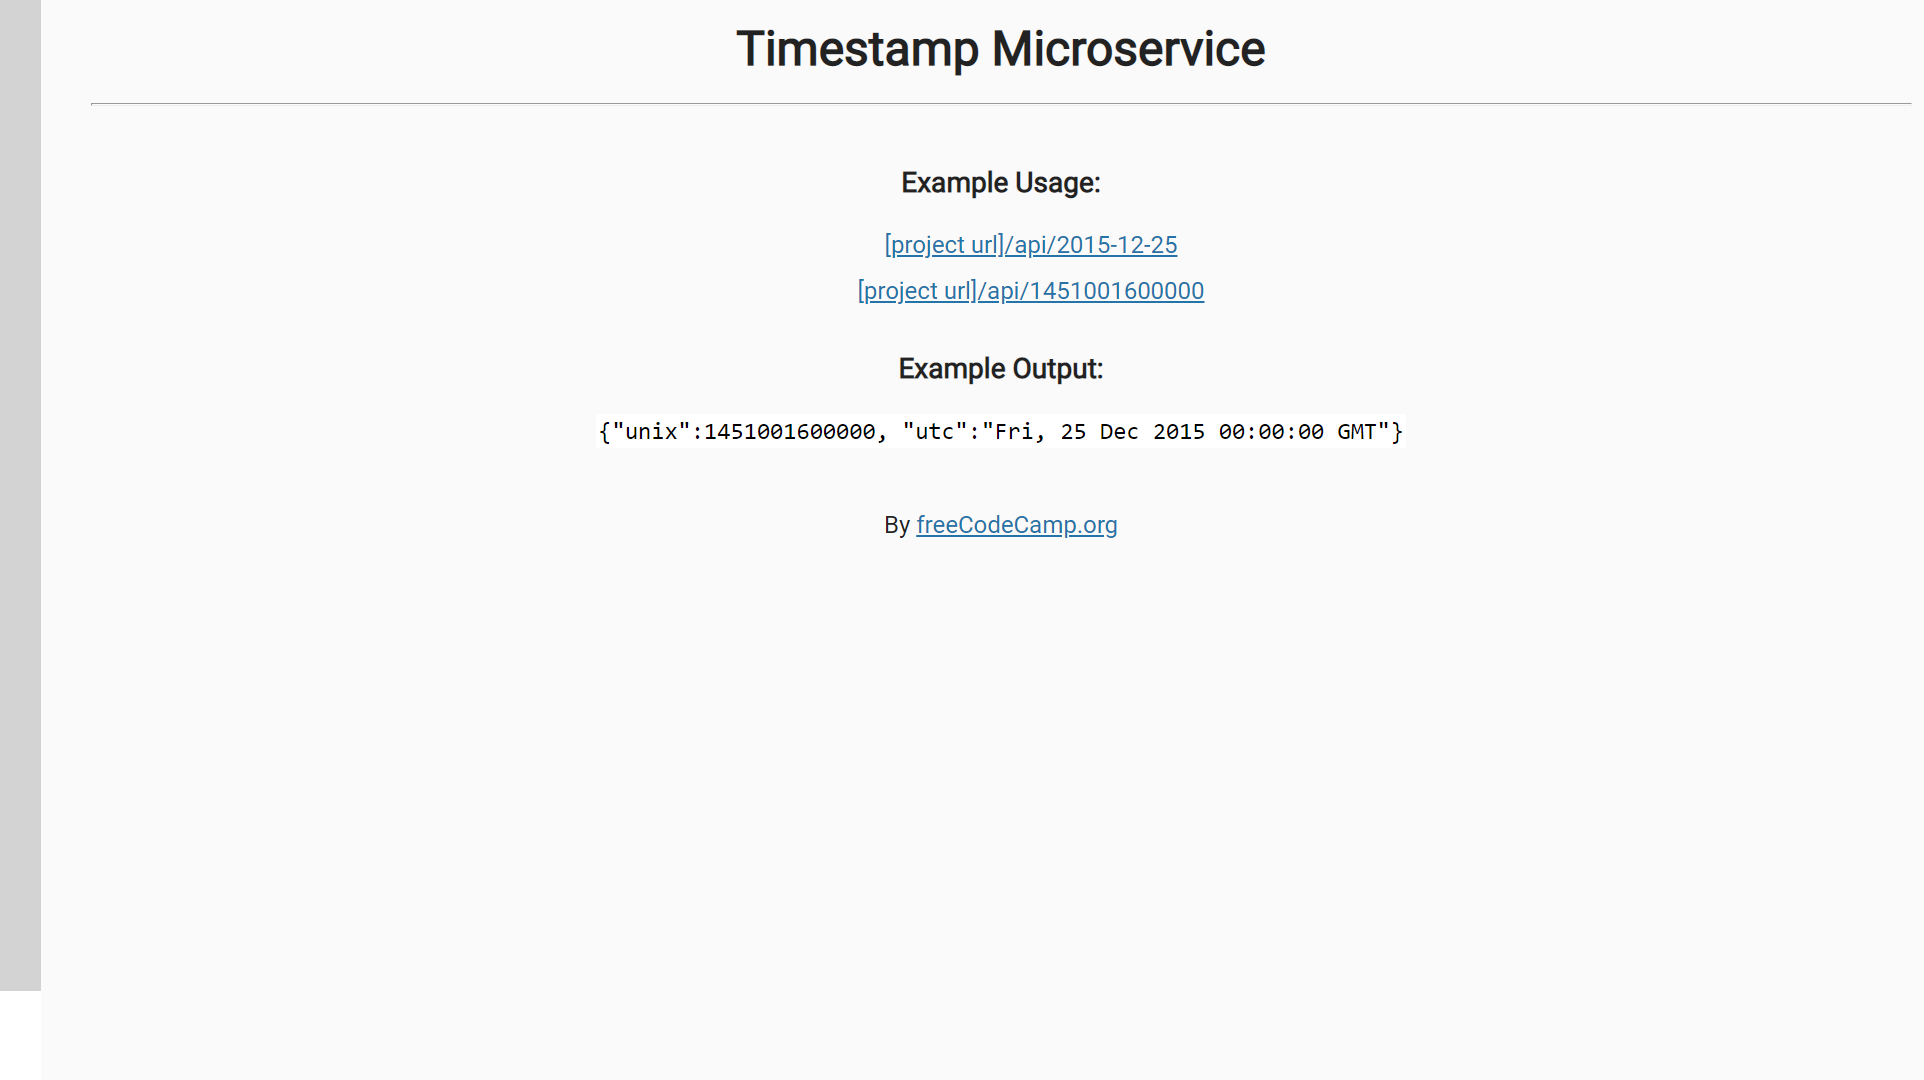 Timestamp Microservice
Example Usage:
[project url]/api/2015-12-25
[project url]/api/1451001600000
Example Output:
{"unix":1451001600000, "utc":"Fri, 25 Dec 2015 00:00:00 GMT"}
By freeCodeCamp.org